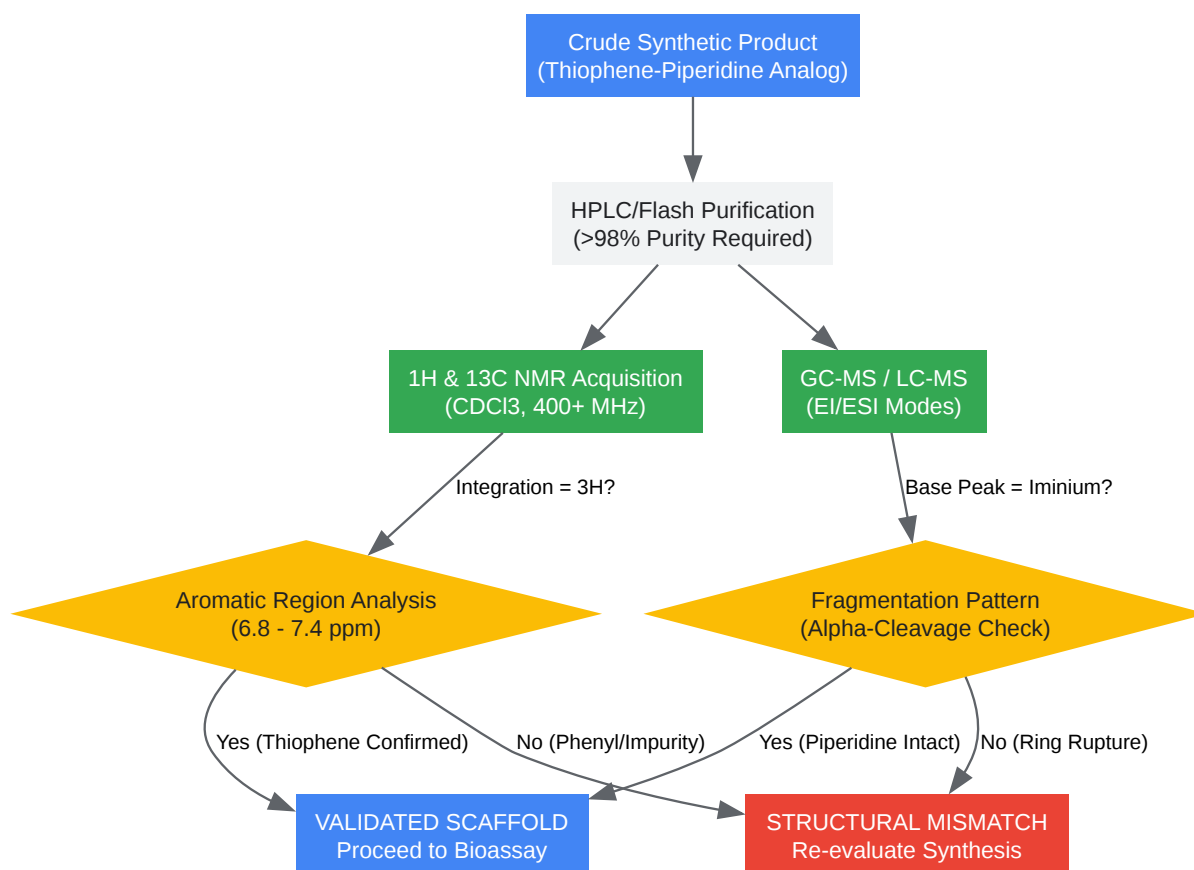 Crude Synthetic Product
(Thiophene-Piperidine Analog)
HPLC/Flash Purification
(>98% Purity Required)
1H & 13C NMR Acquisition
(CDCl3, 400+ MHz)
GC-MS / LC-MS
(EI/ESI Modes)
Integration = 3H?
Base Peak = Iminium?
Aromatic Region Analysis
(6.8 - 7.4 ppm)
Fragmentation Pattern
(Alpha-Cleavage Check)
Yes (Thiophene Confirmed)
No (Phenyl/Impurity)
Yes (Piperidine Intact)
No (Ring Rupture)
VALIDATED SCAFFOLD
Proceed to Bioassay
STRUCTURAL MISMATCH
Re-evaluate Synthesis